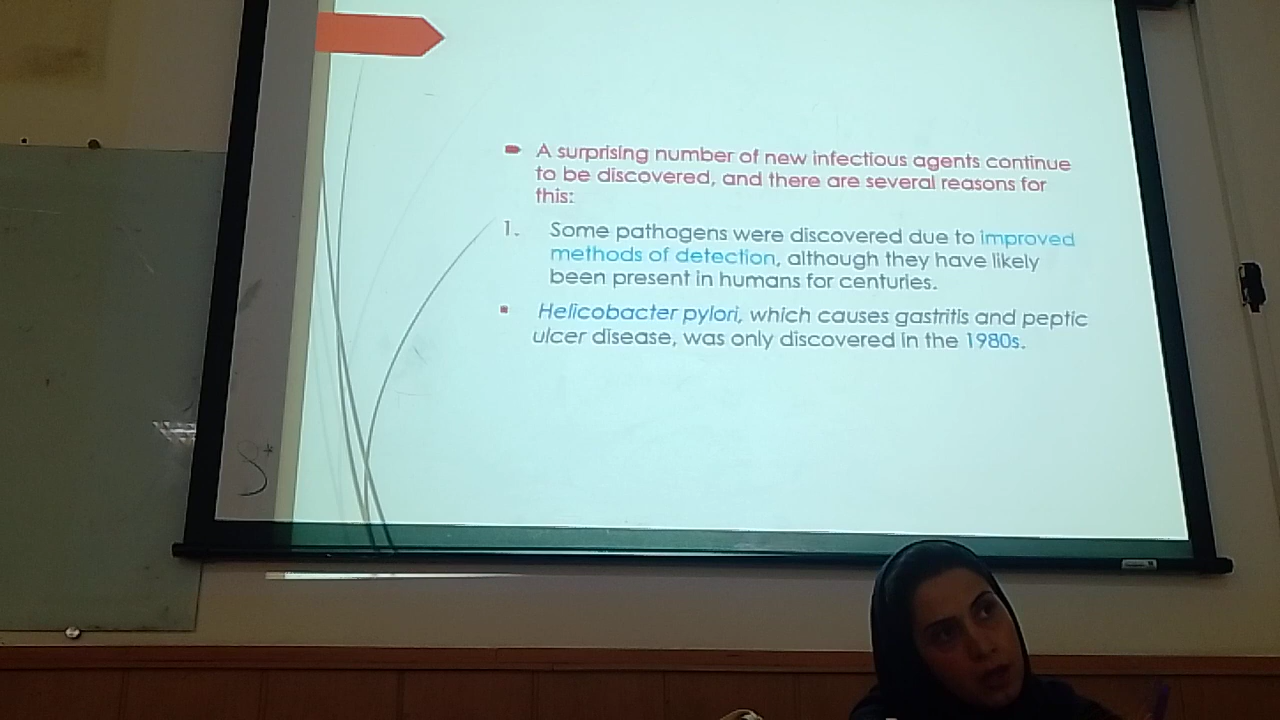 A surprising number of new infectious agents continue
to be discovered, and there are several reasons for
this:
1. Some pathogens were discovered due to improved
methods of detection, although they have likely
been present in humans for centuries.
Helicobacter pylori, which causes gastritis and peptic
ulcer disease, was only discovered in the 1980s.